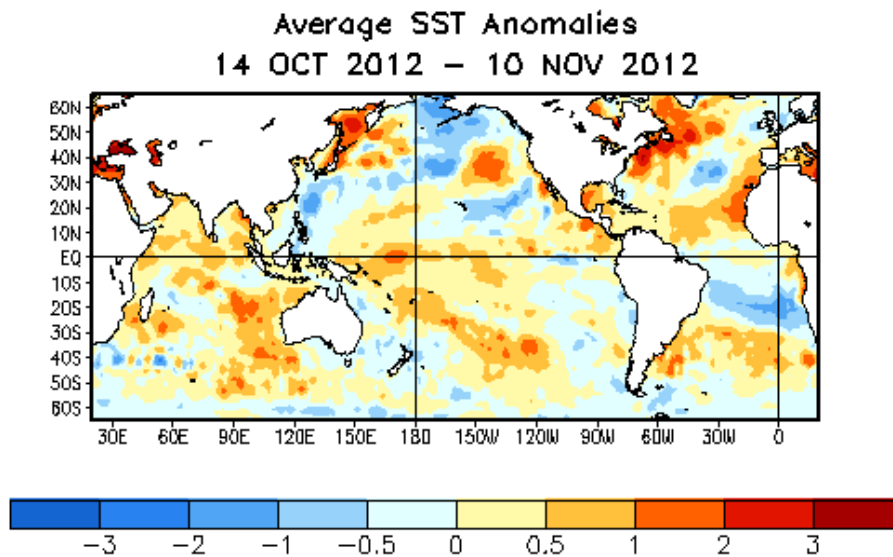 Average SST Anomalies
14 OCT 2012 – 10 NOV 2012
60N
50N
40N
30N
20N
10N
EQ
10S
20S
30S
40S
50S
60S
30E 60E 90E 120E 150E 180 150W 120W 90W 60W 30W 0
−3 −2 −1 −0.5 0 0.5 1 2 3